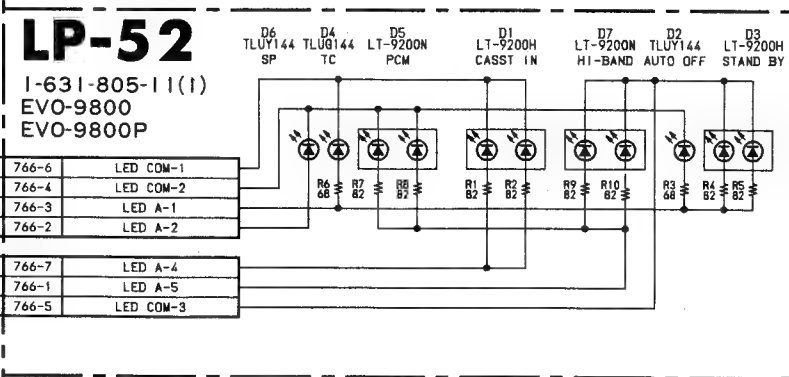 LP-52
1-631-805-11(1)
EVO-9800
EVO-9800P
D6 D4 D5 D1 D7 D2 D3
TLUY144 TLUG144 LT-9200N LT-9200H LT-9200N TLUY144 LT-9200H
SP TC PCM CASST IN HI-BAND AUTO OFF STAND BY
766-6 LED COM-1
766-4 LED COM-2
766-3 LED A-1
766-2 LED A-2
R6 R7 R8 R1 R2 R9 R10 R3 R4 R5
68 82 82 82 82 82 82 68 82 82
766-7 LED A-4
766-1 LED A-5
766-5 LED COM-3